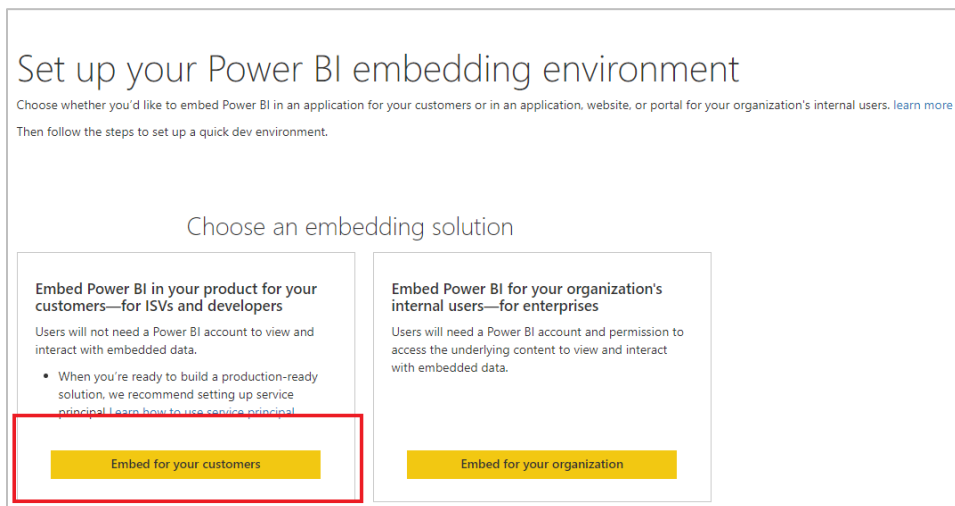 Set up your Power BI embedding environment
Choose whether you'd like to embed Power BI in an application for your customers or in an application, website, or portal for your organization's internal users. learn more
Then follow the steps to set up a quick dev environment.
Choose an embedding solution
Embed Power BI in your product for your
customers—for ISVs and developers
Users will not need a Power BI account to view and
interact with embedded data.
• When you're ready to build a production-ready
solution, we recommend setting up service
principal Learn how to use service principal
Embed for your customers
Embed Power BI for your organization's
internal users—for enterprises
Users will need a Power BI account and permission to
access the underlying content to view and interact
with embedded data.
Embed for your organization